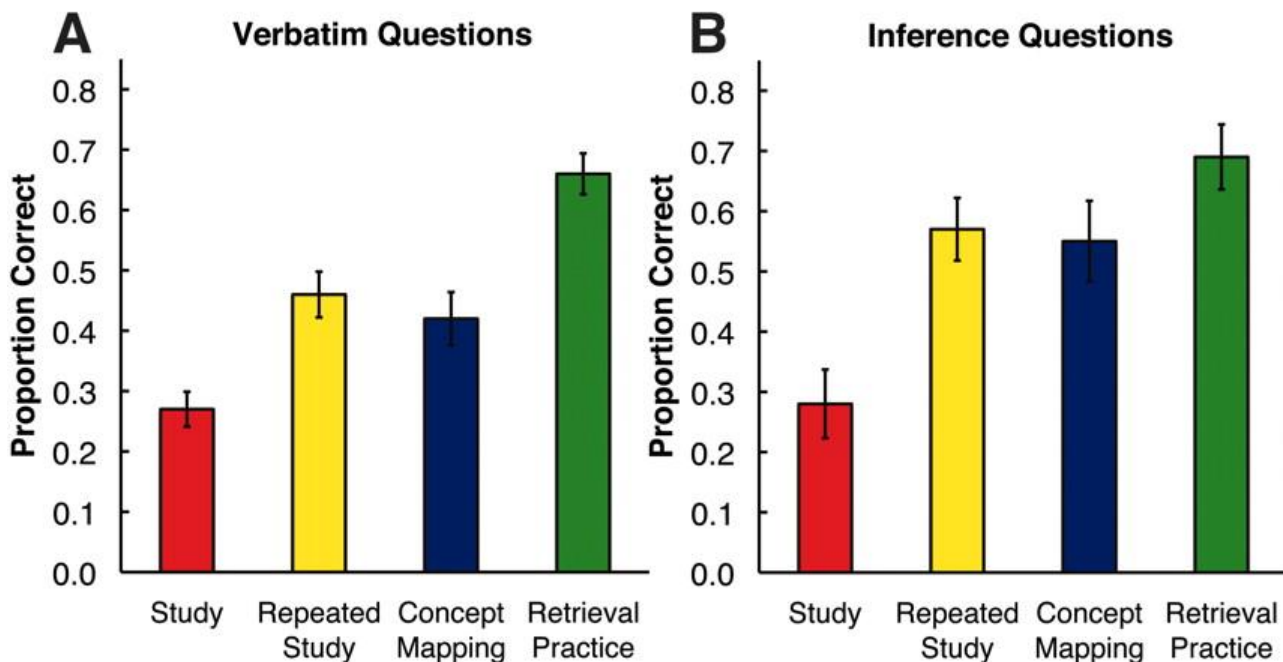 A
Verbatim Questions
Proportion Correct
0.8
0.7
0.6
0.5
0.4
0.3
0.2
0.1
0.0
Study
Repeated
Study
Concept
Mapping
Retrieval
Practice
B
Inference Questions
Proportion Correct
0.8
0.7
0.6
0.5
0.4
0.3
0.2
0.1
0.0
Study
Repeated
Study
Concept
Mapping
Retrieval
Practice